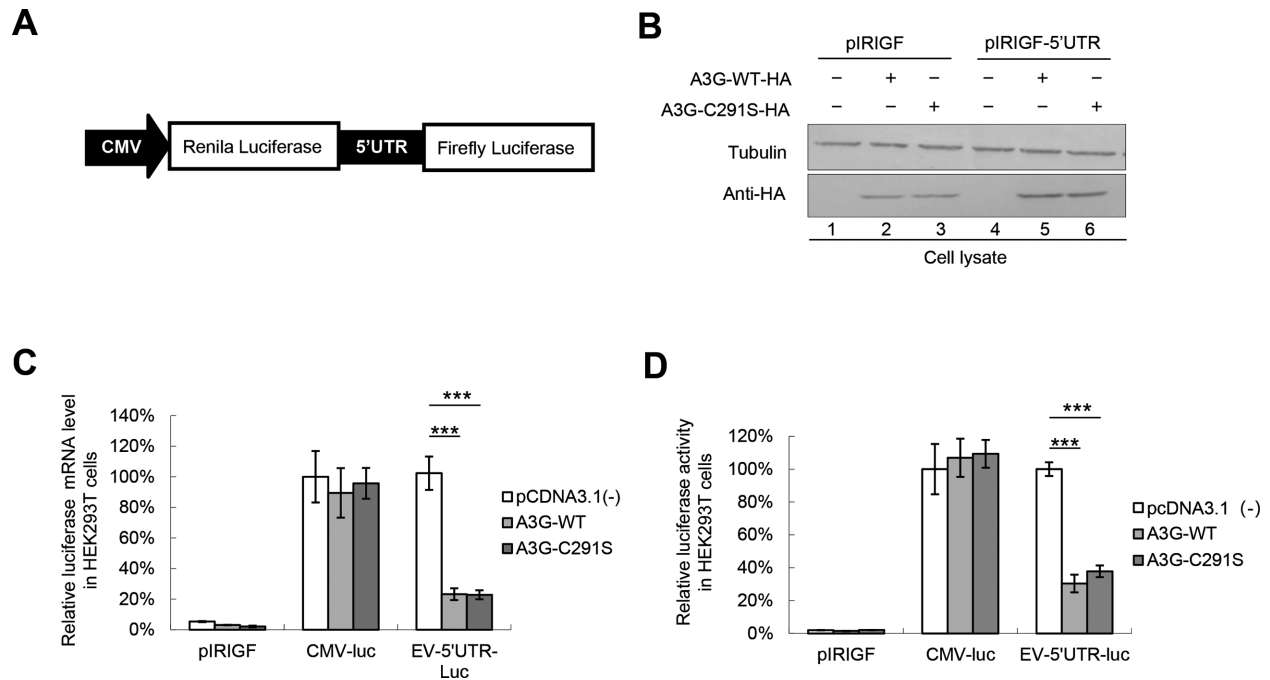 A
CMV
Renila Luciferase
5'UTR
Firefly Luciferase
B
pIRIGF
pIRIGF-5'UTR
A3G-WT-HA – + – – + –
A3G-C291S-HA – – + – – +
Tubulin
Anti-HA
1 2 3 4 5 6
Cell lysate
C
Relative luciferase mRNA level
in HEK293T cells
140%
120%
100%
80%
60%
40%
20%
0%
***
***
pIRIGF
CMV-luc
EV-5'UTR-
Luc
pCDNA3.1(-)
A3G-WT
A3G-C291S
D
Relative luciferase activity
in HEK293T cells
120%
100%
80%
60%
40%
20%
0%
***
***
pIRIGF
CMV-luc
EV-5'UTR-luc
pcDNA3.1 (-)
A3G-WT
A3G-C291S